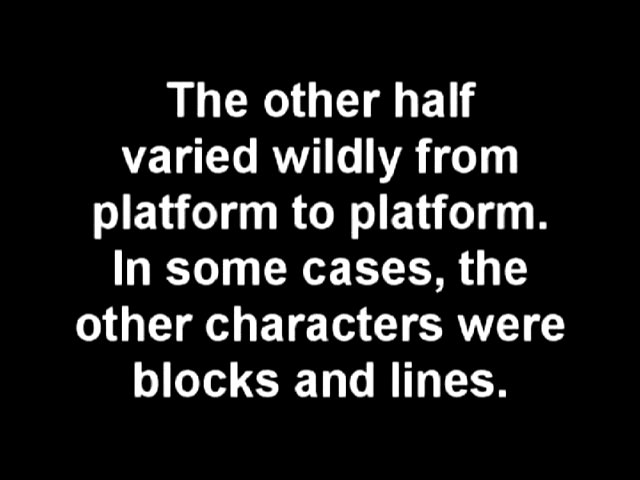 The other half
varied wildly from
platform to platform.
In some cases, the
other characters were
blocks and lines.